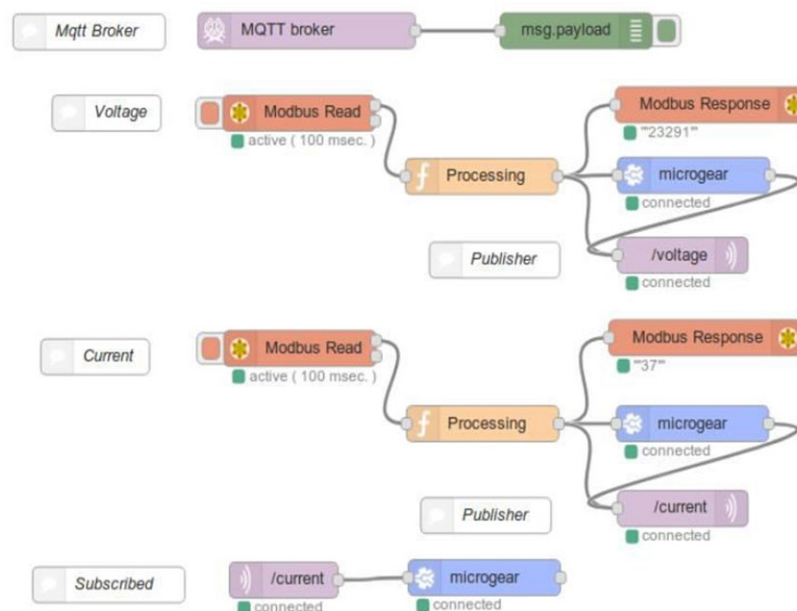 Mqtt Broker
MQTT broker
msg.payload
Voltage
Modbus Read
active ( 100 msec. )
Processing
Modbus Response
"'23291'"
microgear
connected
Publisher
/voltage
connected
Current
Modbus Read
active ( 100 msec. )
Processing
Modbus Response
"'37'"
microgear
connected
Publisher
/current
connected
Subscribed
/current
connected
microgear
connected